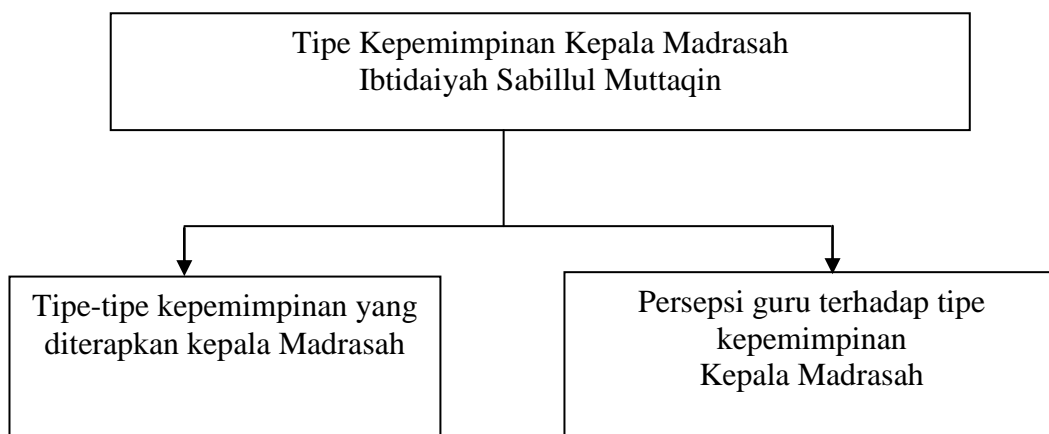 Tipe Kepemimpinan Kepala Madrasah
Ibtidaiyah Sabillul Muttaqin
Tipe-tipe kepemimpinan yang
diterapkan kepala Madrasah
Persepsi guru terhadap tipe
kepemimpinan
Kepala Madrasah